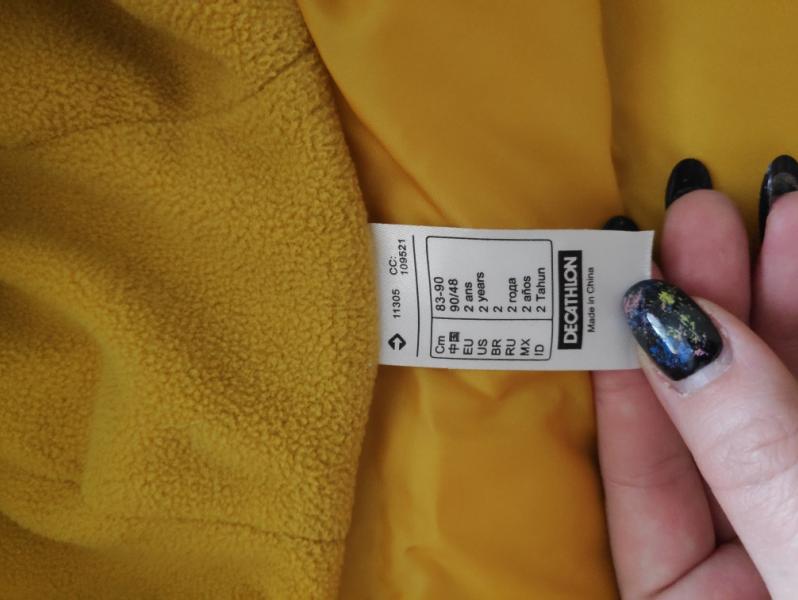 11305 CC:
109521
Cm 83-90
中国 90/48
EU 2 ans
US 2 years
BR 2
RU 2 года
MX 2 años
ID 2 Tahun
DECATHLON
Made in China